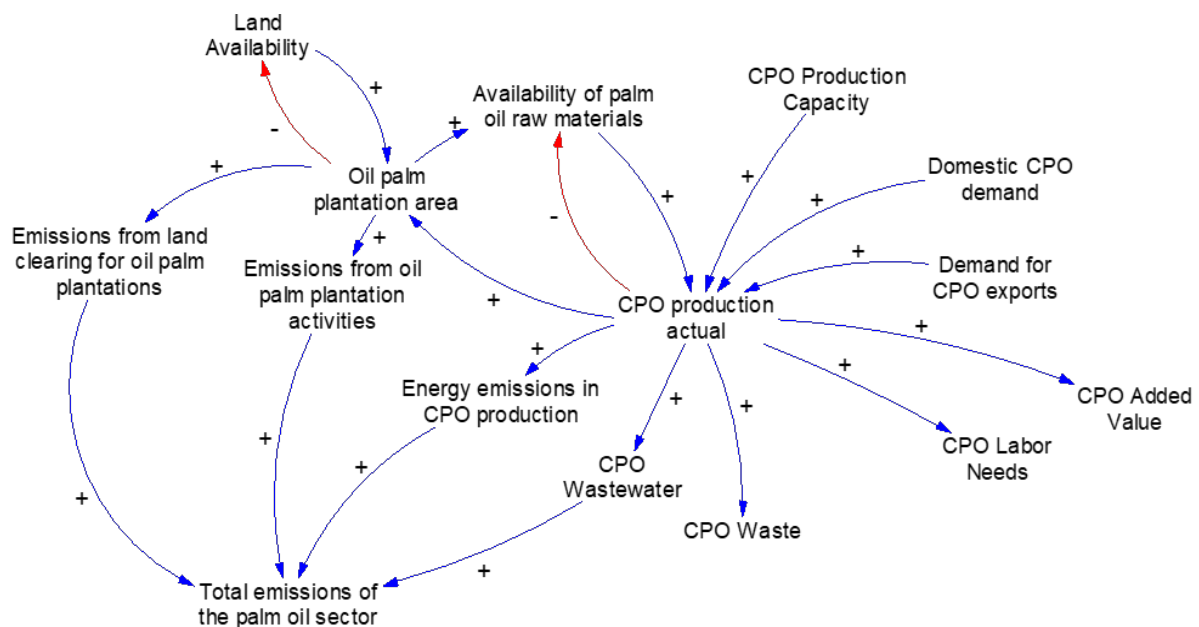 Land
Availability
+
-
+
+
Availability of palm
oil raw materials
CPO Production
Capacity
Oil palm
plantation area
+
+
+
Domestic CPO
demand
-
+
Emissions from land
clearing for oil palm
plantations
+
Emissions from oil
palm plantation
activities
+
CPO production
actual
+
Demand for
CPO exports
+
Energy emissions in
CPO production
+
+
+
+
CPO Added
Value
CPO Labor
Needs
+
+
+
CPO
Wastewater
CPO Waste
+
Total emissions of
the palm oil sector